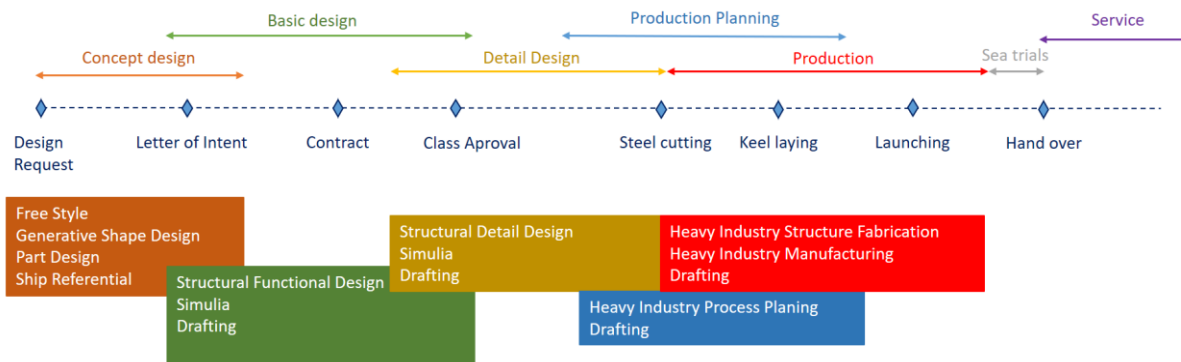 Basic design
Production Planning
Service
Concept design
Detail Design
Production
Sea trials
Design
Request
Letter of Intent
Contract
Class Aproval
Steel cutting
Keel laying
Launching
Hand over
Free Style
Generative Shape Design
Part Design
Ship Referential
Structural Functional Design
Simulia
Drafting
Structural Detail Design
Simulia
Drafting
Heavy Industry Structure Fabrication
Heavy Industry Manufacturing
Drafting
Heavy Industry Process Planing
Drafting